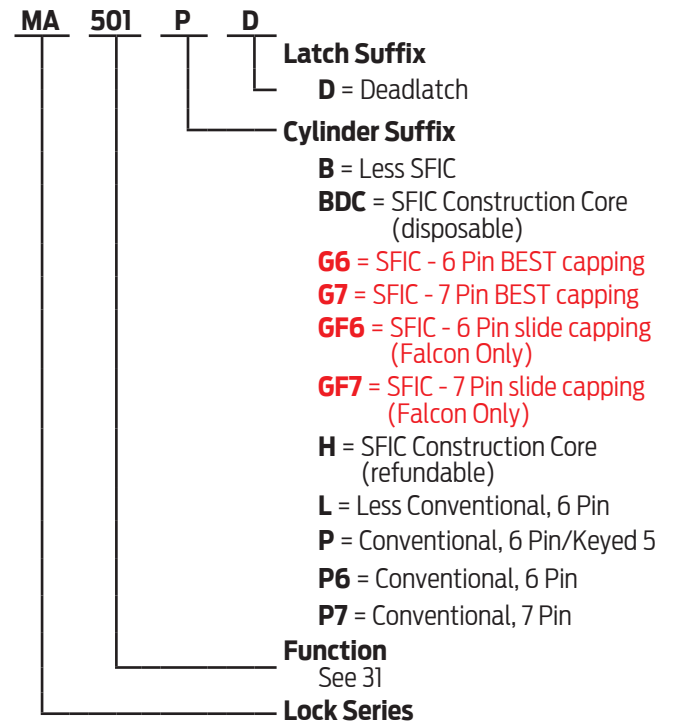 MA 501 P D
Latch Suffix
D = Deadlatch
Cylinder Suffix
B = Less SFIC
BDC = SFIC Construction Core
(disposable)
G6 = SFIC - 6 Pin BEST capping
G7 = SFIC - 7 Pin BEST capping
GF6 = SFIC - 6 Pin slide capping
(Falcon Only)
GF7 = SFIC - 7 Pin slide capping
(Falcon Only)
H = SFIC Construction Core
(refundable)
L = Less Conventional, 6 Pin
P = Conventional, 6 Pin/Keyed 5
P6 = Conventional, 6 Pin
P7 = Conventional, 7 Pin
Function
See 31
Lock Series